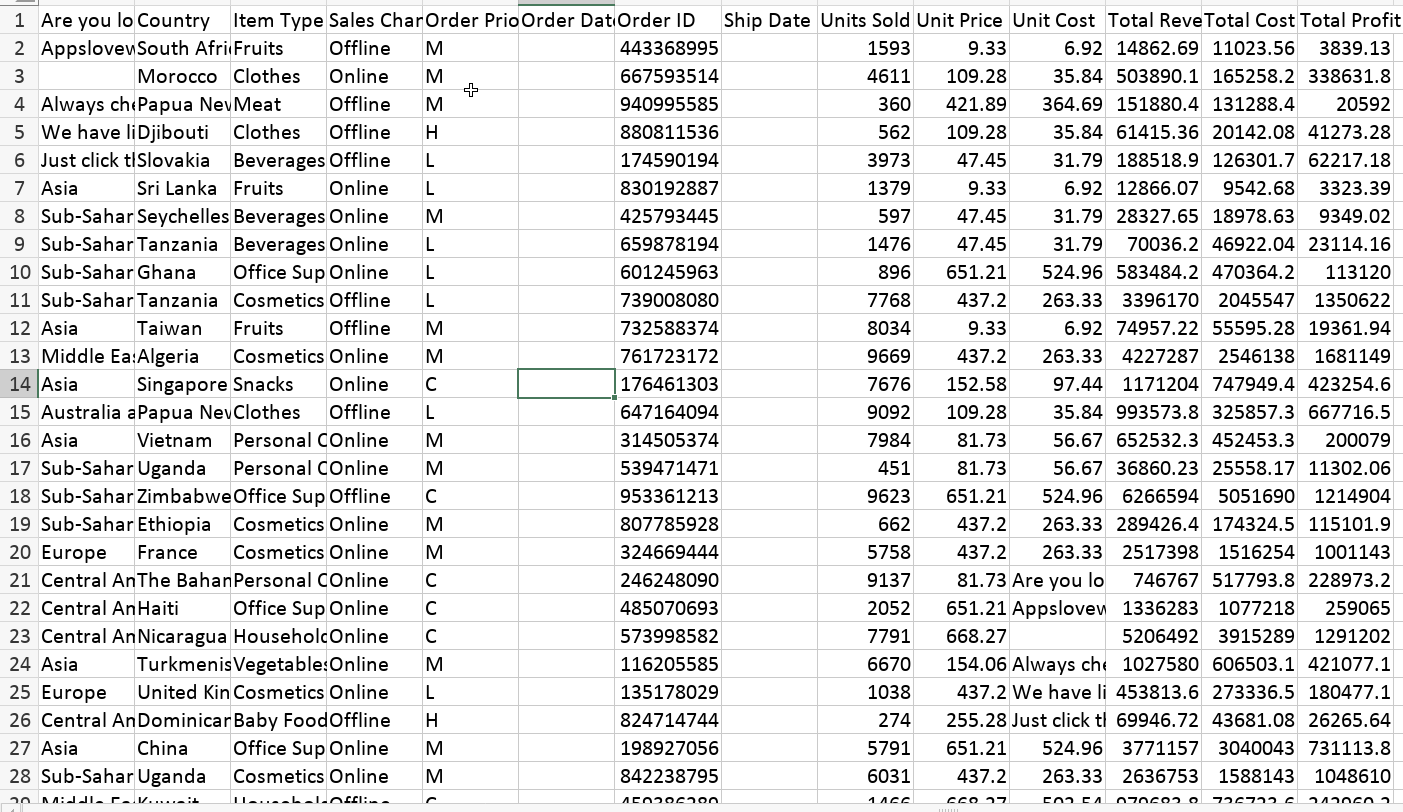 1 Are you lo Country Item Type Sales Char Order Prio Order Date Order ID Ship Date Units Sold Unit Price Unit Cost Total Reve Total Cost Total Profit
2 Appslovew South Afri Fruits Offline M 443368995 1593 9.33 6.92 14862.69 11023.56 3839.13
3 Morocco Clothes Online M 667593514 4611 109.28 35.84 503890.1 165258.2 338631.8
4 Always che Papua New Meat Offline M 940995585 360 421.89 364.69 151880.4 131288.4 20592
5 We have li Djibouti Clothes Offline H 880811536 562 109.28 35.84 61415.36 20142.08 41273.28
6 Just click th Slovakia Beverages Offline L 174590194 3973 47.45 31.79 188518.9 126301.7 62217.18
7 Asia Sri Lanka Fruits Online L 830192887 1379 9.33 6.92 12866.07 9542.68 3323.39
8 Sub-Sahar Seychelles Beverages Online M 425793445 597 47.45 31.79 28327.65 18978.63 9349.02
9 Sub-Sahar Tanzania Beverages Online L 659878194 1476 47.45 31.79 70036.2 46922.04 23114.16
10 Sub-Sahar Ghana Office Sup Online L 601245963 896 651.21 524.96 583484.2 470364.2 113120
11 Sub-Sahar Tanzania Cosmetics Offline L 739008080 7768 437.2 263.33 3396170 2045547 1350622
12 Asia Taiwan Fruits Offline M 732588374 8034 9.33 6.92 74957.22 55595.28 19361.94
13 Middle Eas Algeria Cosmetics Online M 761723172 9669 437.2 263.33 4227287 2546138 1681149
14 Asia Singapore Snacks Online C 176461303 7676 152.58 97.44 1171204 747949.4 423254.6
15 Australia a Papua New Clothes Offline L 647164094 9092 109.28 35.84 993573.8 325857.3 667716.5
16 Asia Vietnam Personal C Online M 314505374 7984 81.73 56.67 652532.3 452453.3 200079
17 Sub-Sahar Uganda Personal C Online M 539471471 451 81.73 56.67 36860.23 25558.17 11302.06
18 Sub-Sahar Zimbabwe Office Sup Offline C 953361213 9623 651.21 524.96 6266594 5051690 1214904
19 Sub-Sahar Ethiopia Cosmetics Online M 807785928 662 437.2 263.33 289426.4 174324.5 115101.9
20 Europe France Cosmetics Online M 324669444 5758 437.2 263.33 2517398 1516254 1001143
21 Central Am The Baham Personal C Online C 246248090 9137 81.73 Are you lo 746767 517793.8 228973.2
22 Central Am Haiti Office Sup Online C 485070693 2052 651.21 Appslovew 1336283 1077218 259065
23 Central Am Nicaragua Househol Online C 573998582 7791 668.27 5206492 3915289 1291202
24 Asia Turkmenis Vegetables Online M 116205585 6670 154.06 Always che 1027580 606503.1 421077.1
25 Europe United Kin Cosmetics Online L 135178029 1038 437.2 We have li 453813.6 273336.5 180477.1
26 Central Am Dominican Baby Food Offline H 824714744 274 255.28 Just click th 69946.72 43681.08 26265.64
27 Asia China Office Sup Online M 198927056 5791 651.21 524.96 3771157 3040043 731113.8
28 Sub-Sahar Uganda Cosmetics Online M 842238795 6031 437.2 263.33 2636753 1588143 1048610